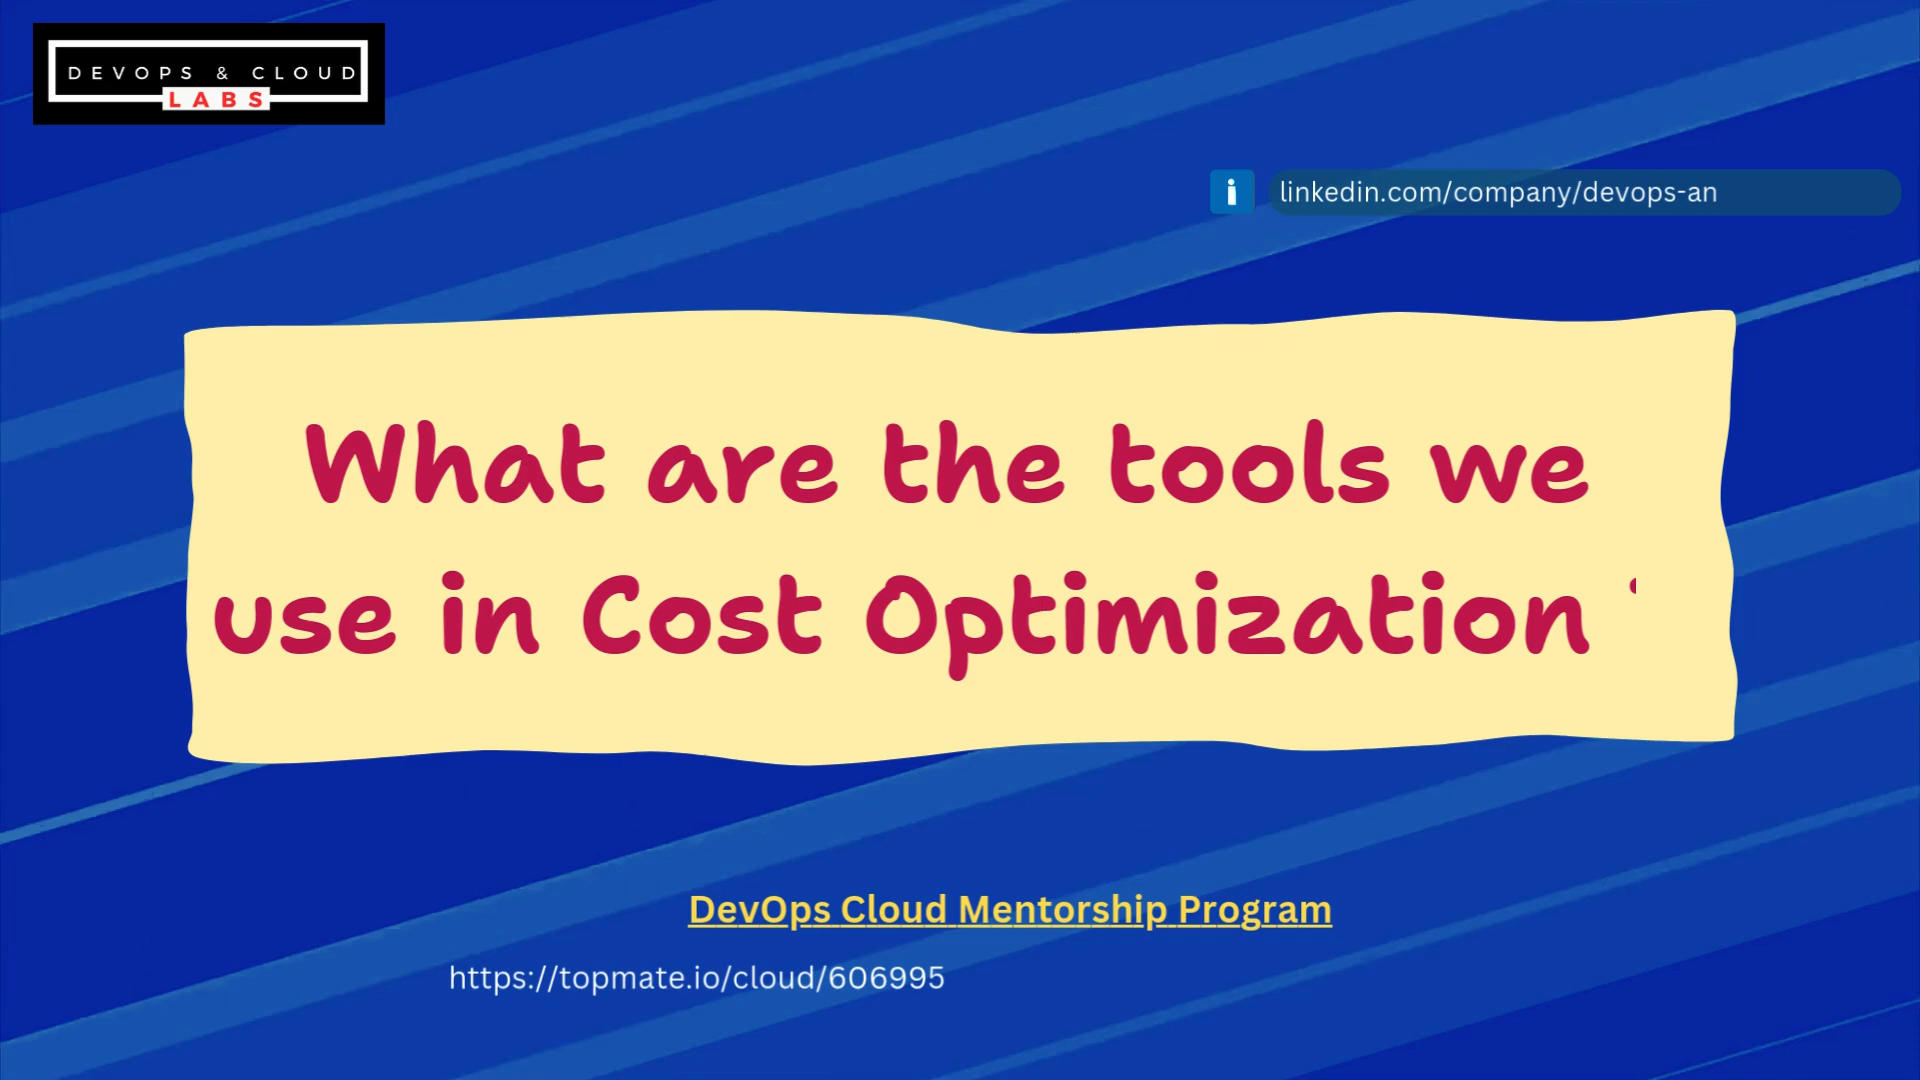 DEVOPS & CLOUD
LABS
linkedin.com/company/devops-an
What are the tools we
use in Cost Optimization
DevOps Cloud Mentorship Program
https://topmate.io/cloud/606995